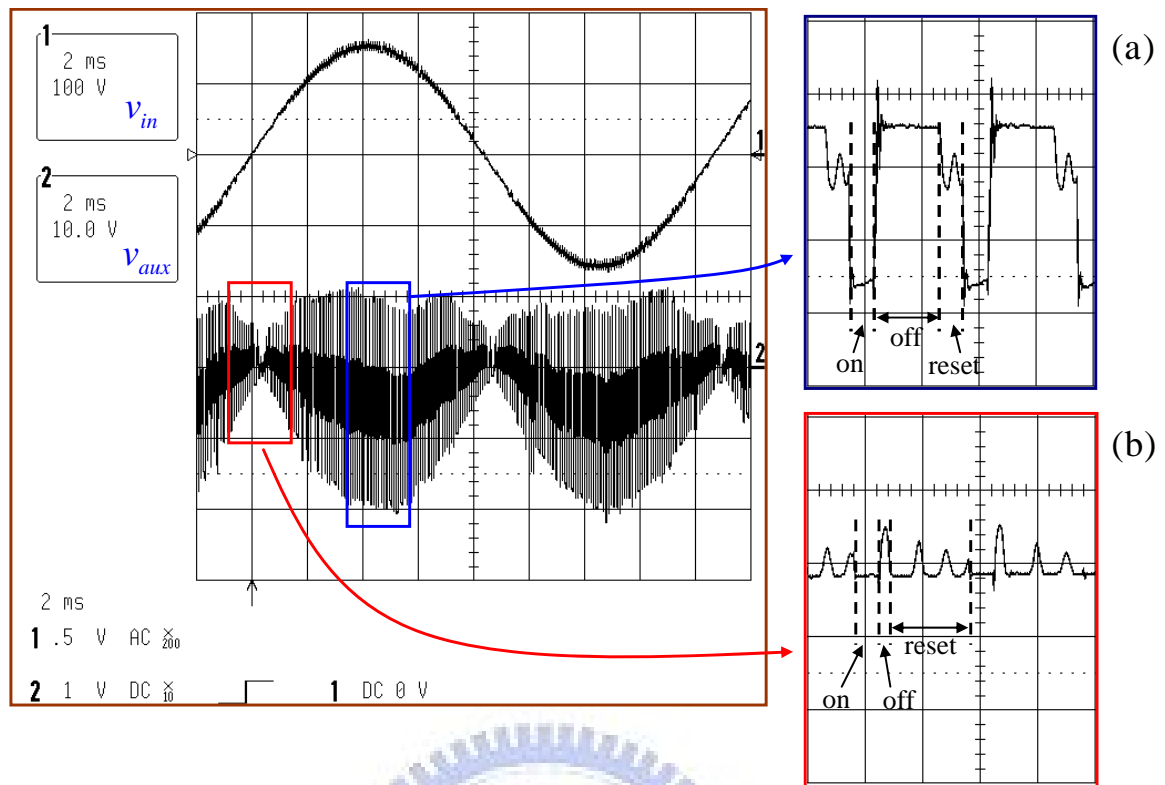 1
2 ms
100 V
v_in
2
2 ms
10.0 V
v_aux
1
2
2 ms
1 .5 V AC ×200
2 1 V DC ×10
1 DC 0 V
(a)
on
off
reset
(b)
on
off
reset